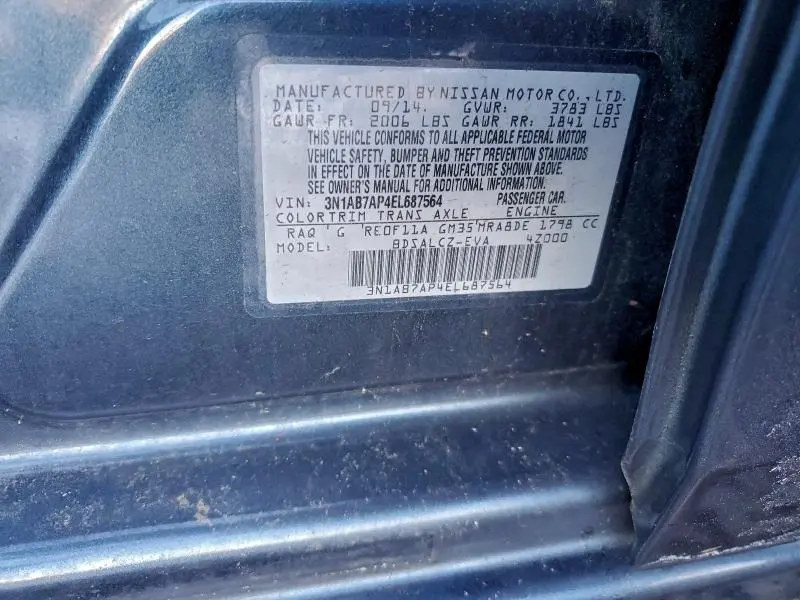 MANUFACTURED BY NISSAN MOTOR CO., LTD.
DATE: 09/14. GVWR: 3783 LBS
GAWR FR: 2006 LBS GAWR RR: 1841 LBS
THIS VEHICLE CONFORMS TO ALL APPLICABLE FEDERAL MOTOR
VEHICLE SAFETY, BUMPER AND THEFT PREVENTION STANDARDS
IN EFFECT ON THE DATE OF MANUFACTURE SHOWN ABOVE.
SEE OWNER'S MANUAL FOR ADDITIONAL INFORMATION
VIN: 3N1AB7AP4EL687564 PASSENGER CAR.
COLORTRIM TRANS AXLE ENGINE
RAQ G RE0F11A GM35 MRA8DE 1798 CC
MODEL: BDSALCZ-EVA 4Z000
3N1AB7AP4EL687564